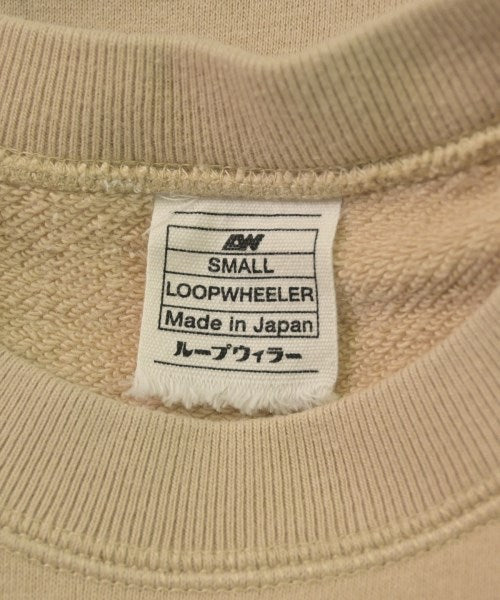 LW
SMALL
LOOPWHEELER
Made in Japan
ループウィラー